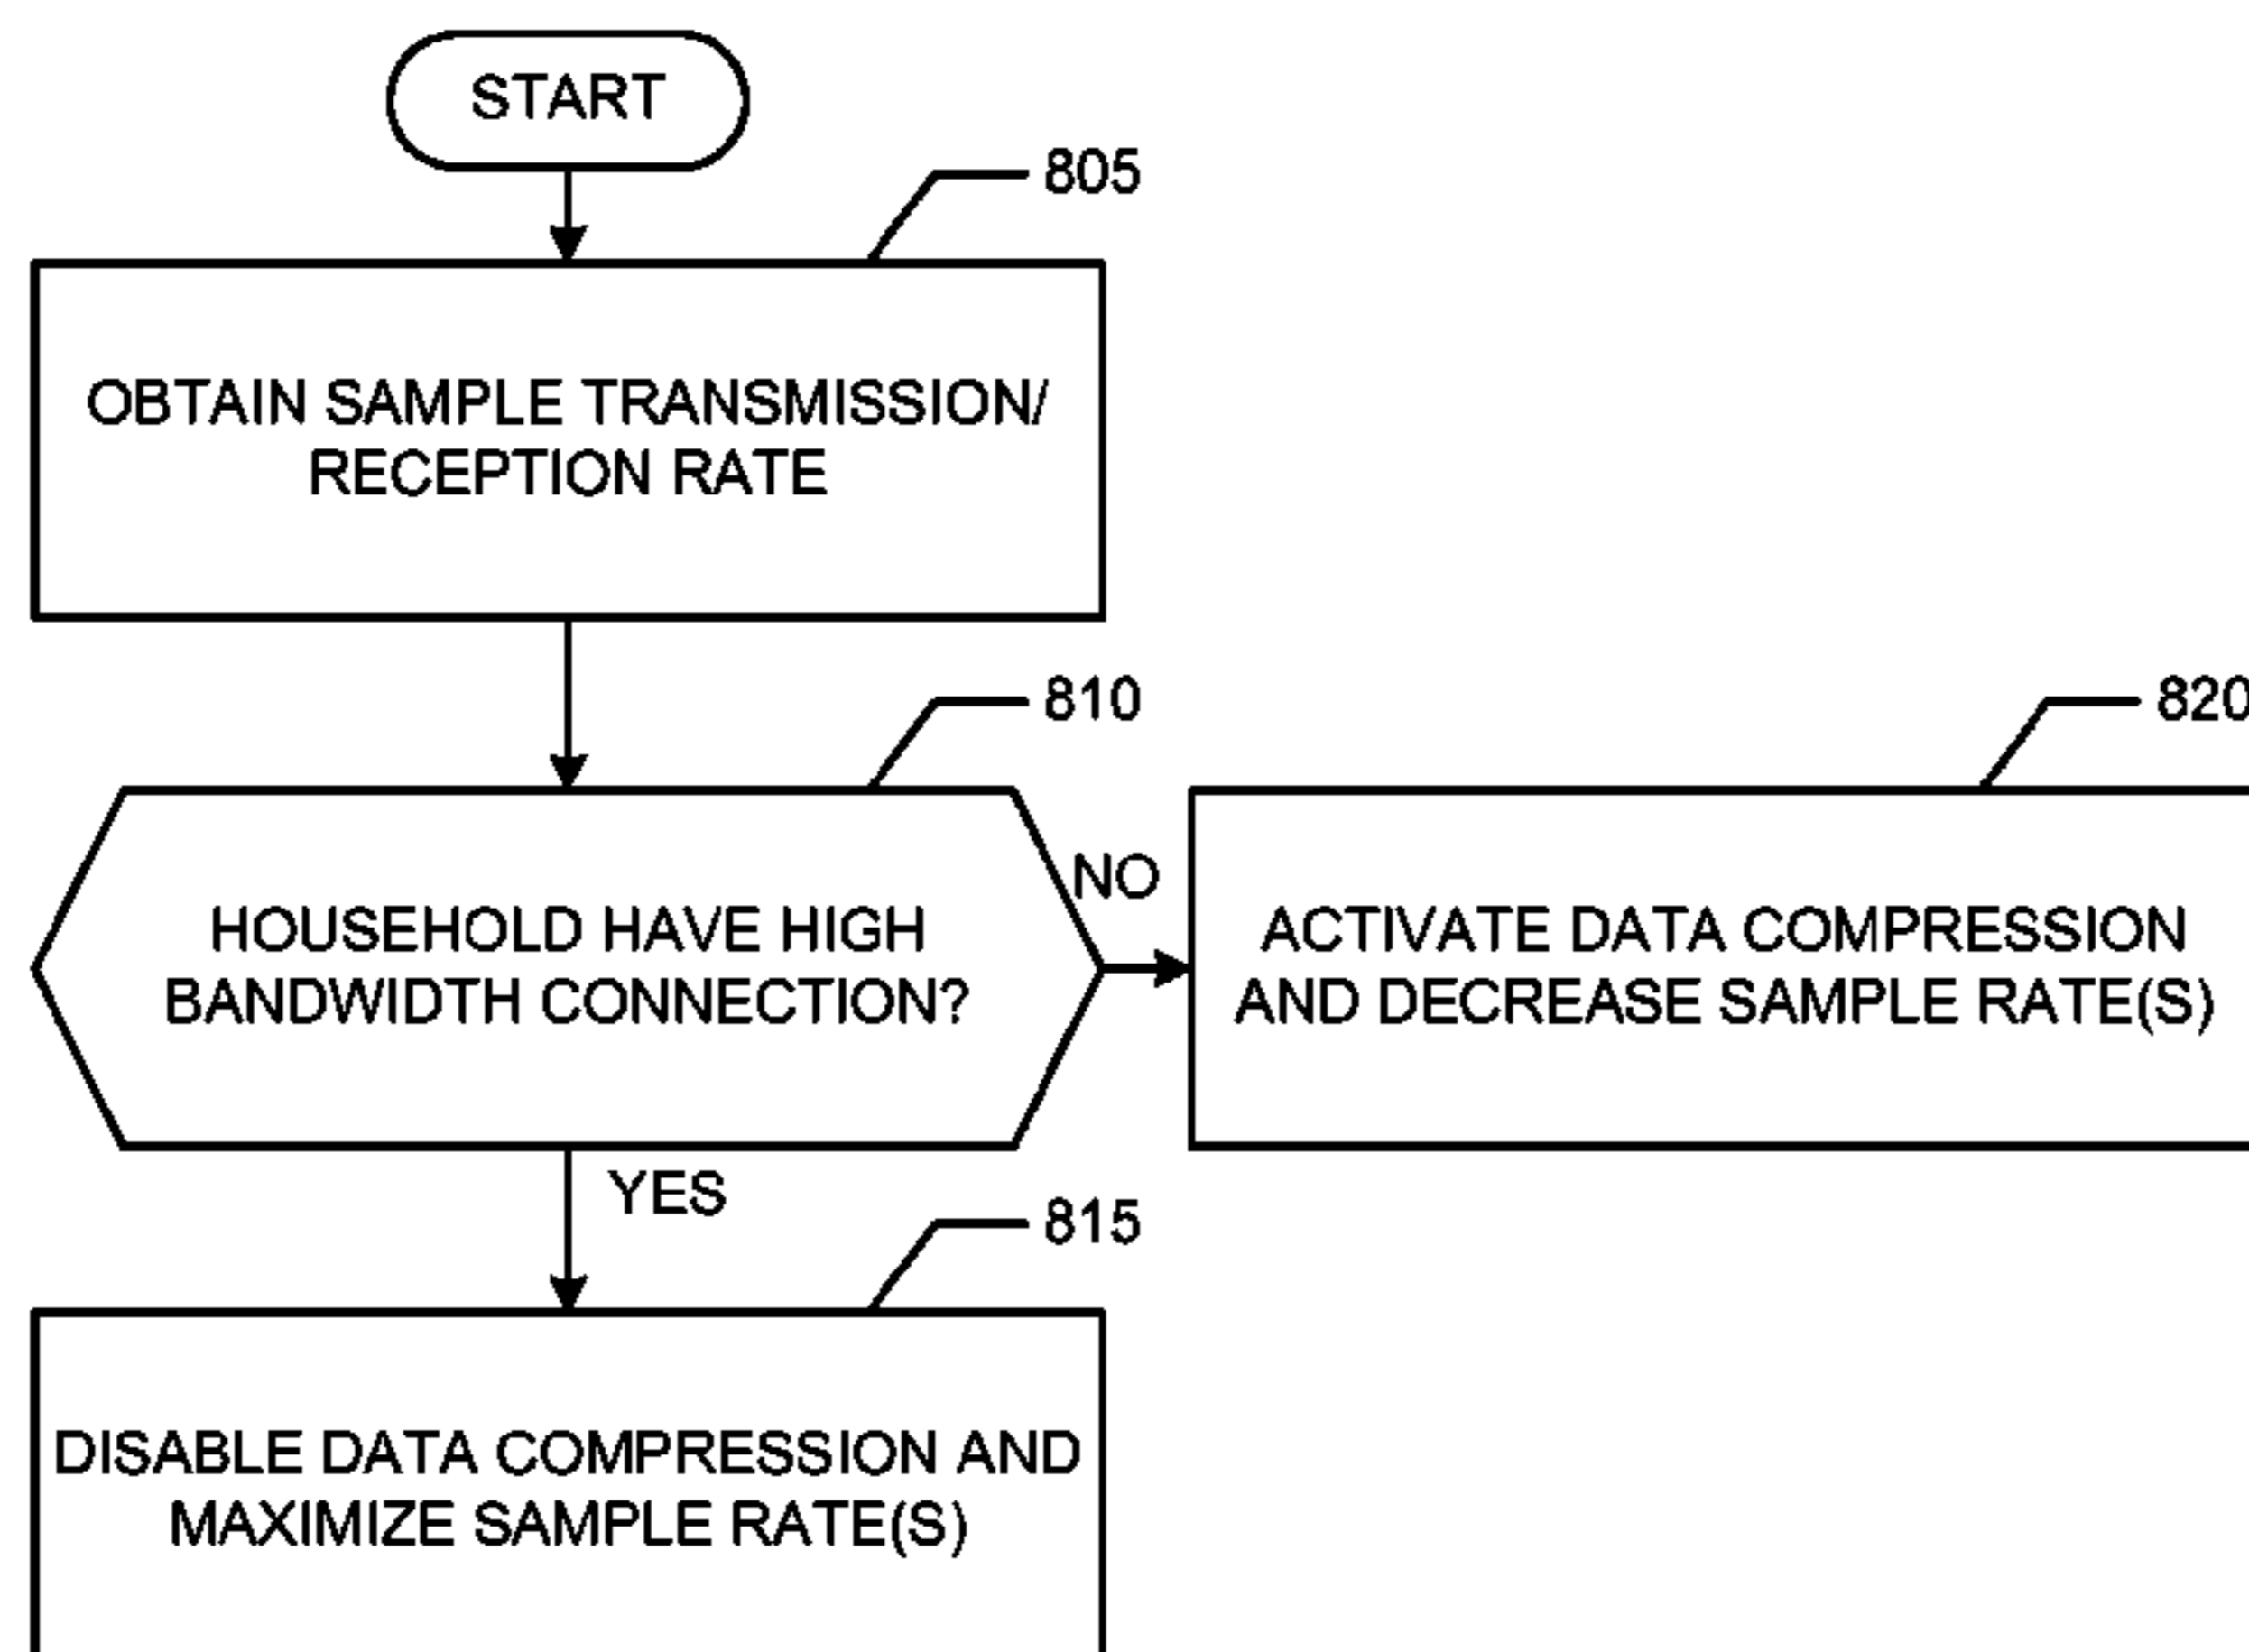 START
805
OBTAIN SAMPLE TRANSMISSION/
RECEPTION RATE
810
820
HOUSEHOLD HAVE HIGH
BANDWIDTH CONNECTION?
NO
ACTIVATE DATA COMPRESSION
AND DECREASE SAMPLE RATE(S)
YES
815
DISABLE DATA COMPRESSION AND
MAXIMIZE SAMPLE RATE(S)